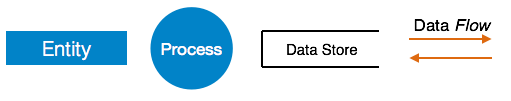 Entity
Process
Data Store
Data Flow